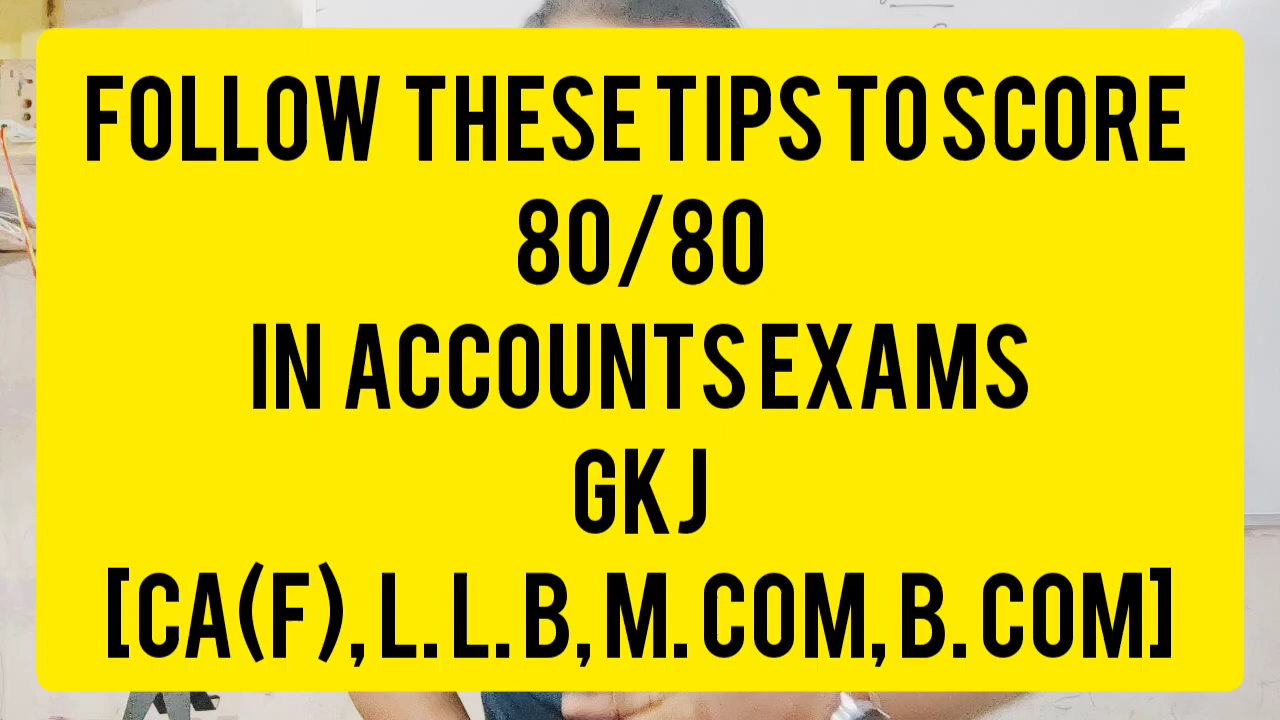 FOLLOW THESE TIPS TO SCORE
80/80
IN ACCOUNTS EXAMS
GKJ
[CA(F), L.L.B, M.COM, B.COM]